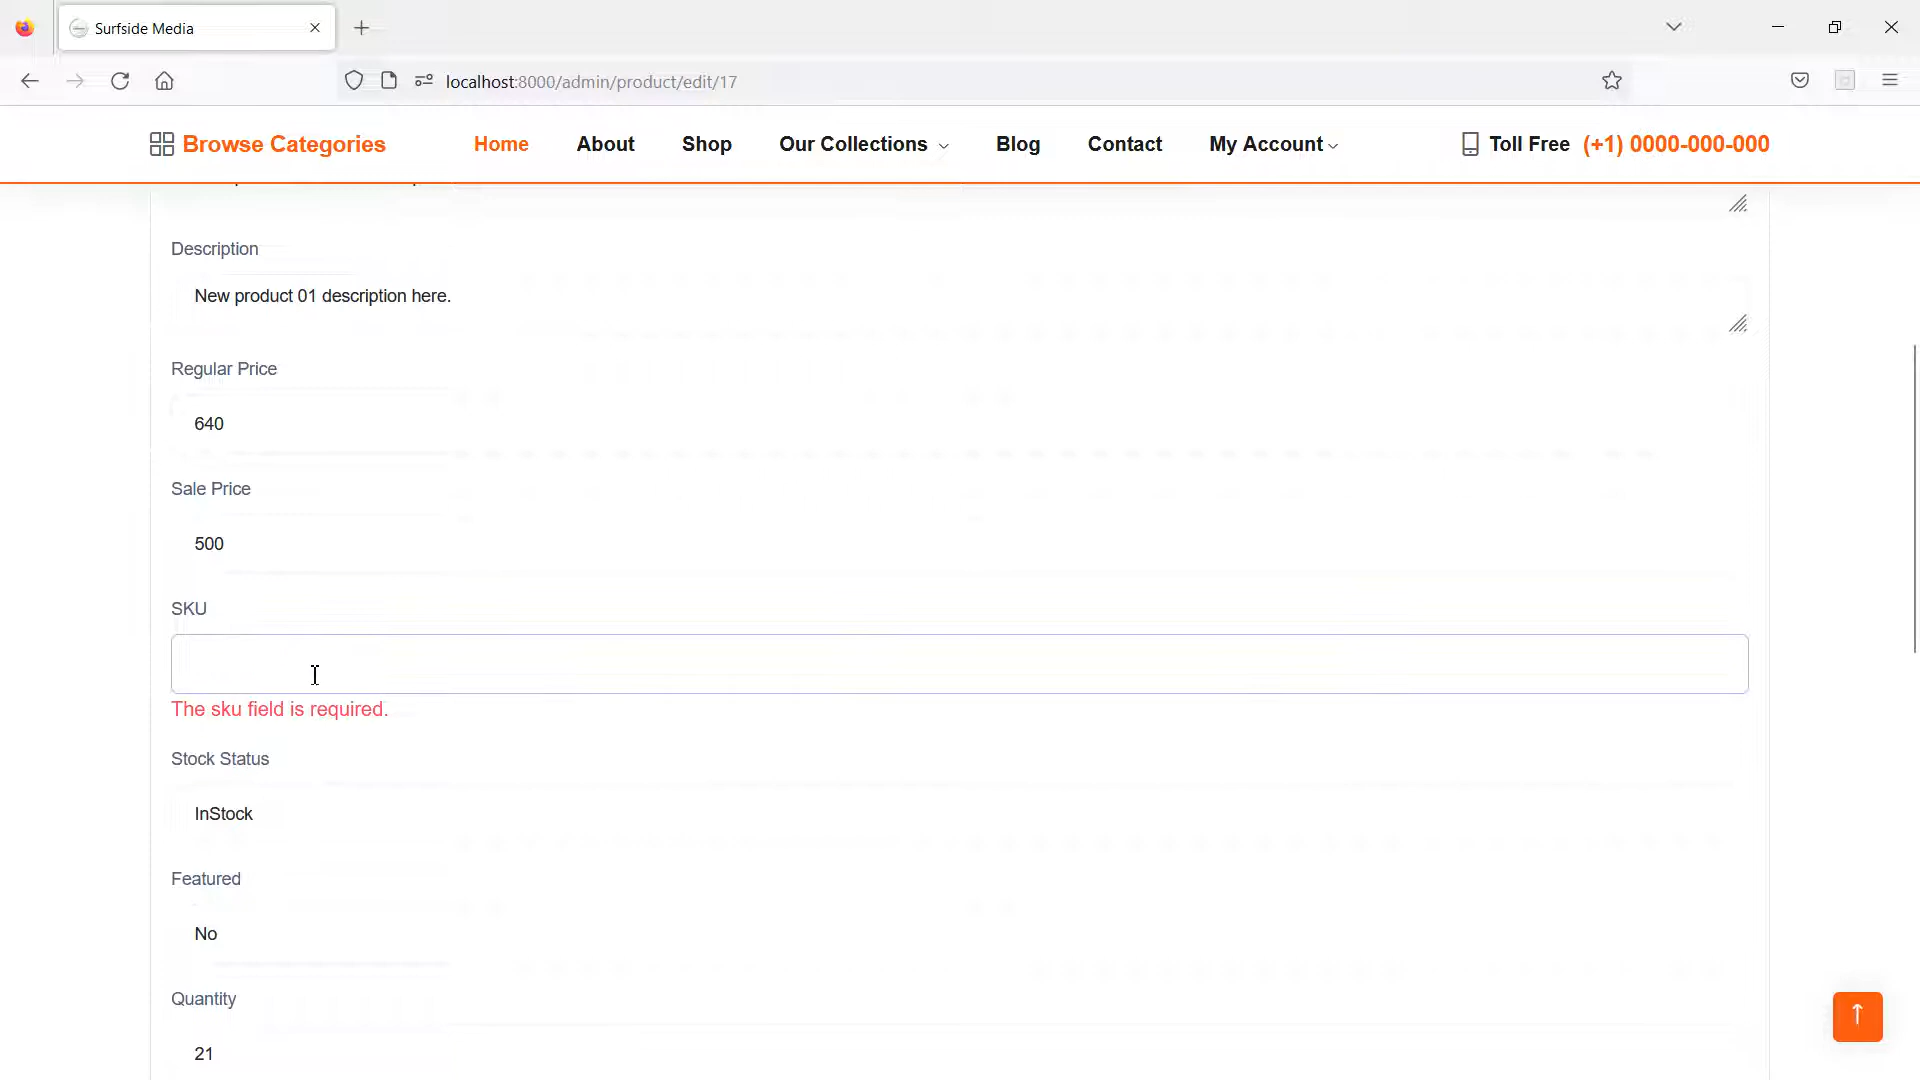 Surfside Media
localhost:8000/admin/product/edit/17
Browse Categories
Home
About
Shop
Our Collections
Blog
Contact
My Account
Toll Free (+1) 0000-000-000
Description
New product 01 description here.
Regular Price
640
Sale Price
500
SKU
The sku field is required.
Stock Status
InStock
Featured
No
Quantity
21